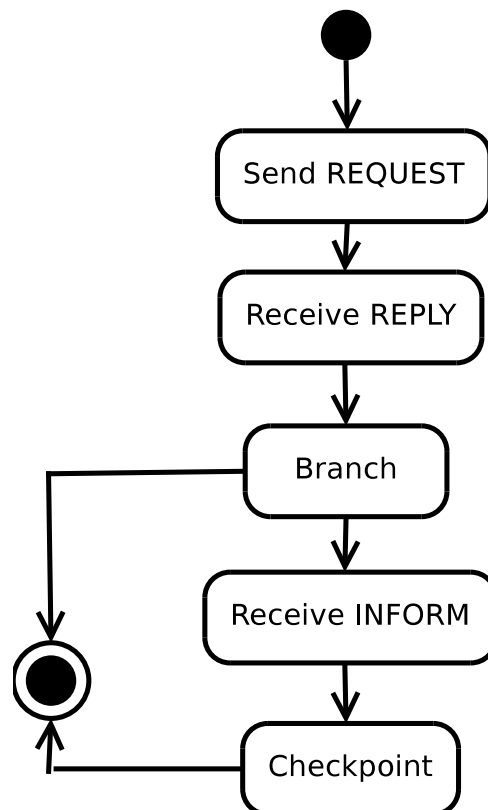 Send REQUEST
Receive REPLY
Branch
Receive INFORM
Checkpoint